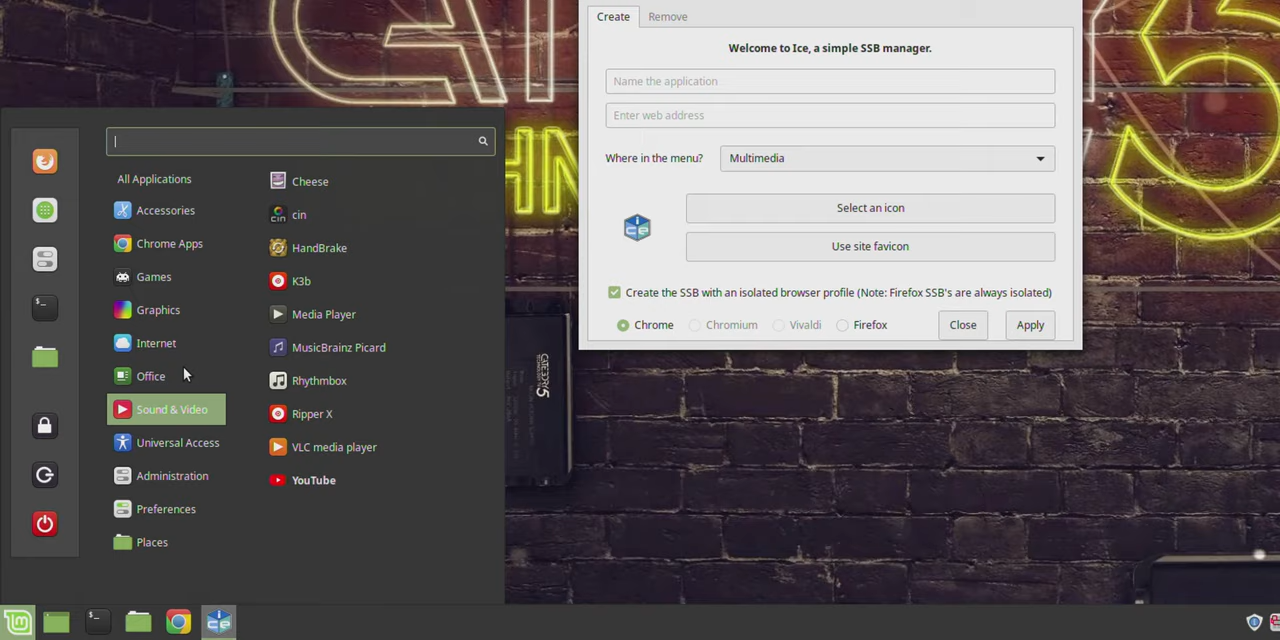 Create
Remove
Welcome to Ice, a simple SSB manager.
Name the application
Enter web address
Where in the menu?
Multimedia
Select an icon
Use site favicon
Create the SSB with an isolated browser profile (Note: Firefox SSB's are always isolated)
Chrome
Chromium
Vivaldi
Firefox
Close
Apply
All Applications
Accessories
Chrome Apps
Games
Graphics
Internet
Office
Sound & Video
Universal Access
Administration
Preferences
Places
Cheese
cin
HandBrake
K3b
Media Player
MusicBrainz Picard
Rhythmbox
Ripper X
VLC media player
YouTube